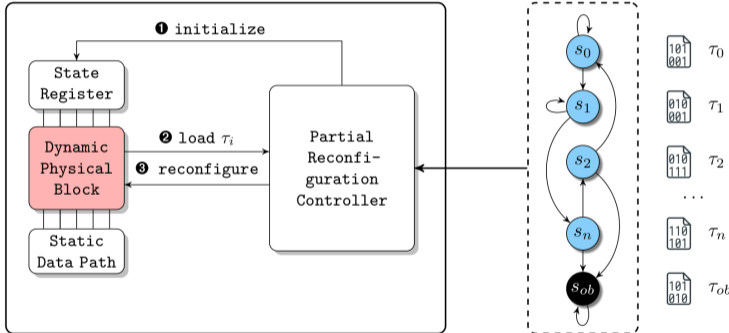 ❶ initialize
State
Register
Dynamic
Physical
Block
Static
Data Path
❷ load τi
❸ reconfigure
Partial
Reconfi-
guration
Controller
s0
s1
s2
sn
sob
101
001
τ0
010
001
τ1
010
111
τ2
...
110
101
τn
101
010
τob